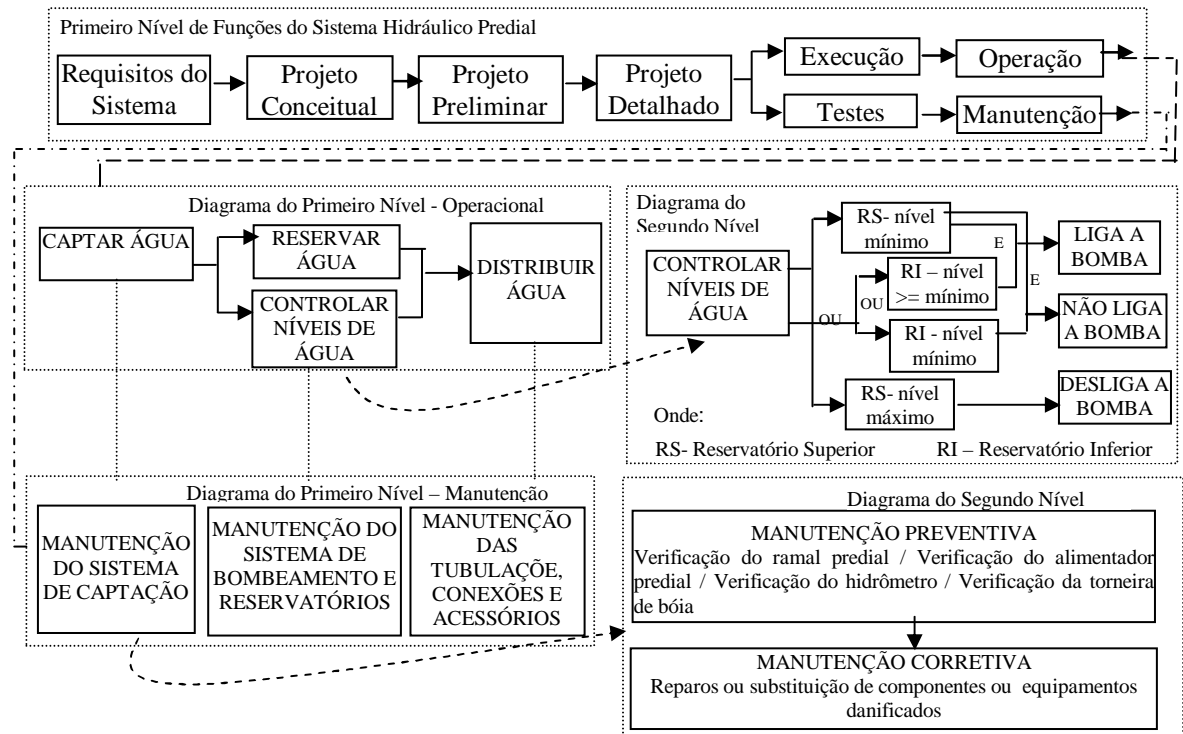 Primeiro Nível de Funções do Sistema Hidráulico Predial
Requisitos do
Sistema
Projeto
Conceitual
Projeto
Preliminar
Projeto
Detalhado
Execução
Operação
Testes
Manutenção
Diagrama do Primeiro Nível - Operacional
CAPTAR ÁGUA
RESERVAR
ÁGUA
CONTROLAR
NÍVEIS DE
ÁGUA
DISTRIBUIR
ÁGUA
Diagrama do
Segundo Nível
CONTROLAR
NÍVEIS DE
ÁGUA
OU
OU
RS- nível
mínimo
RI – nível
>= mínimo
RI - nível
mínimo
RS- nível
máximo
E
E
LIGA A
BOMBA
NÃO LIGA
A BOMBA
DESLIGA A
BOMBA
Onde:
RS- Reservatório Superior
RI – Reservatório Inferior
Diagrama do Primeiro Nível – Manutenção
MANUTENÇÃO
DO SISTEMA
DE CAPTAÇÃO
MANUTENÇÃO DO
SISTEMA DE
BOMBEAMENTO E
RESERVATÓRIOS
MANUTENÇÃO
DAS
TUBULAÇÕE,
CONEXÕES E
ACESSÓRIOS
Diagrama do Segundo Nível
MANUTENÇÃO PREVENTIVA
Verificação do ramal predial / Verificação do alimentador
predial / Verificação do hidrômetro / Verificação da torneira
de bóia
MANUTENÇÃO CORRETIVA
Reparos ou substituição de componentes ou equipamentos
danificados